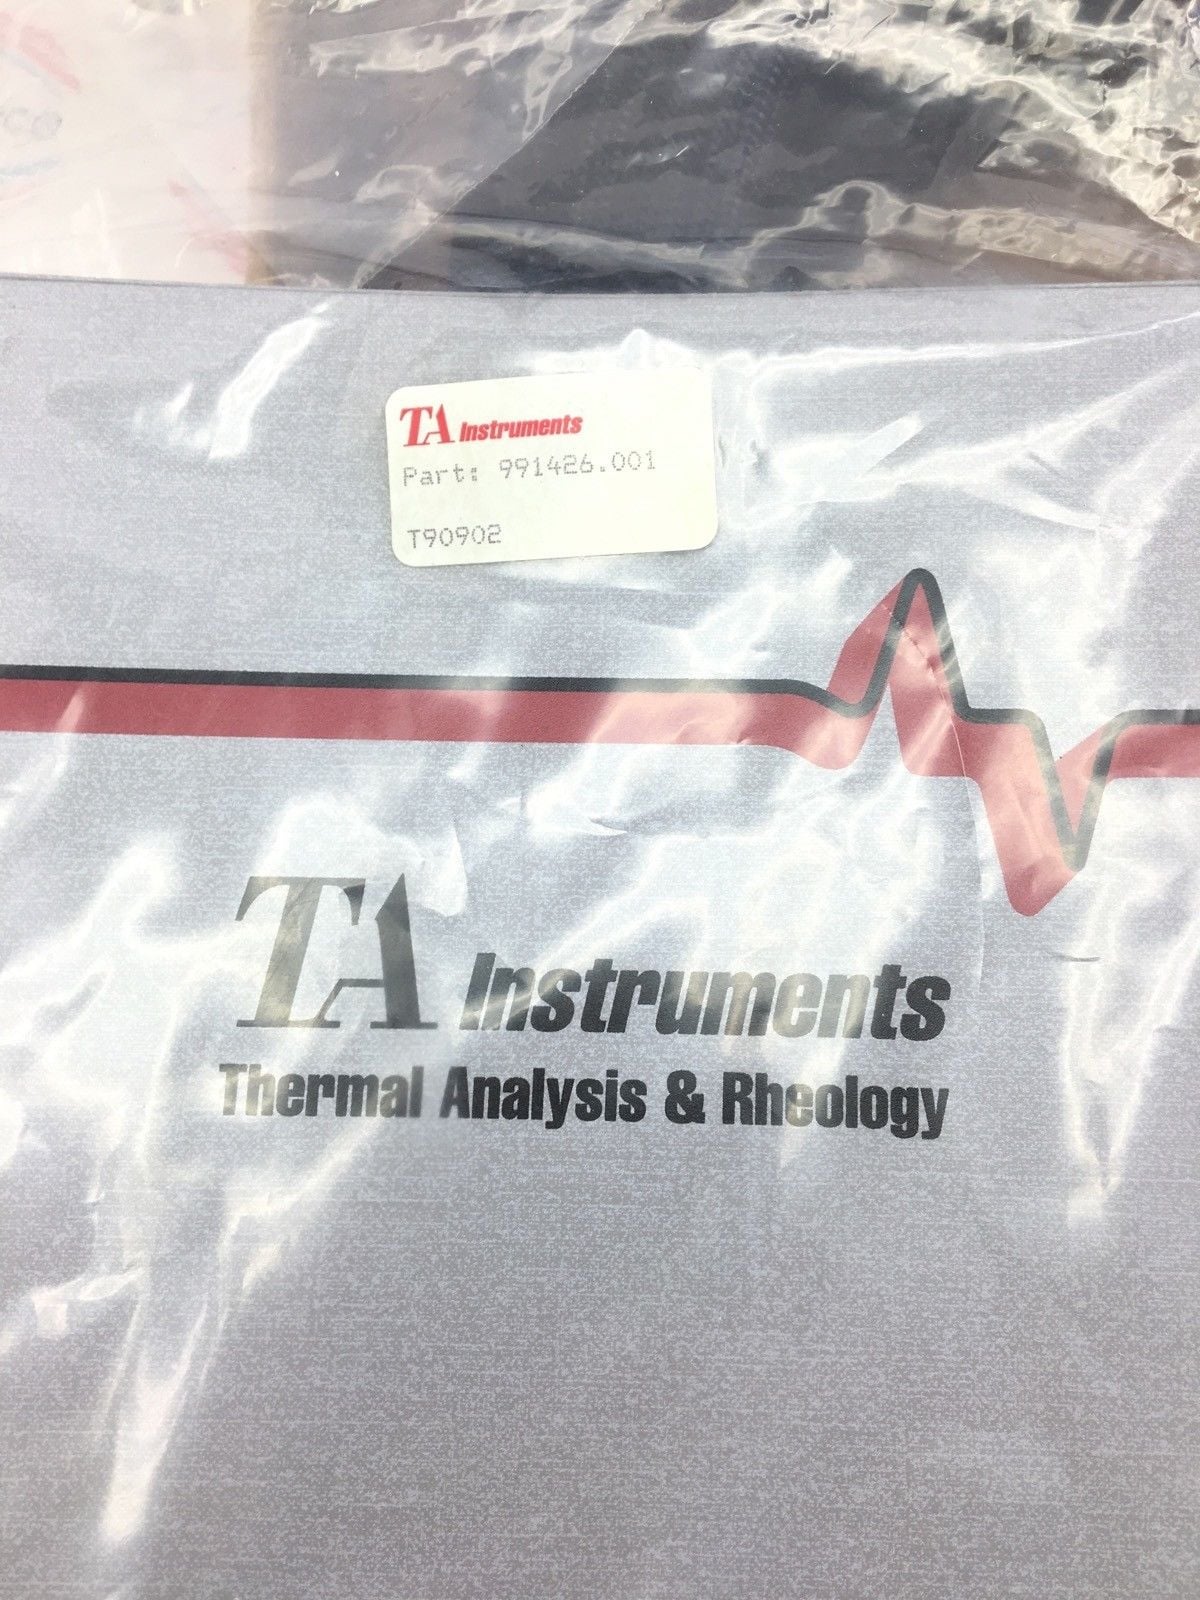 TA Instruments
Part: 991426.001
T90902
TA Instruments
Thermal Analysis & Rheology